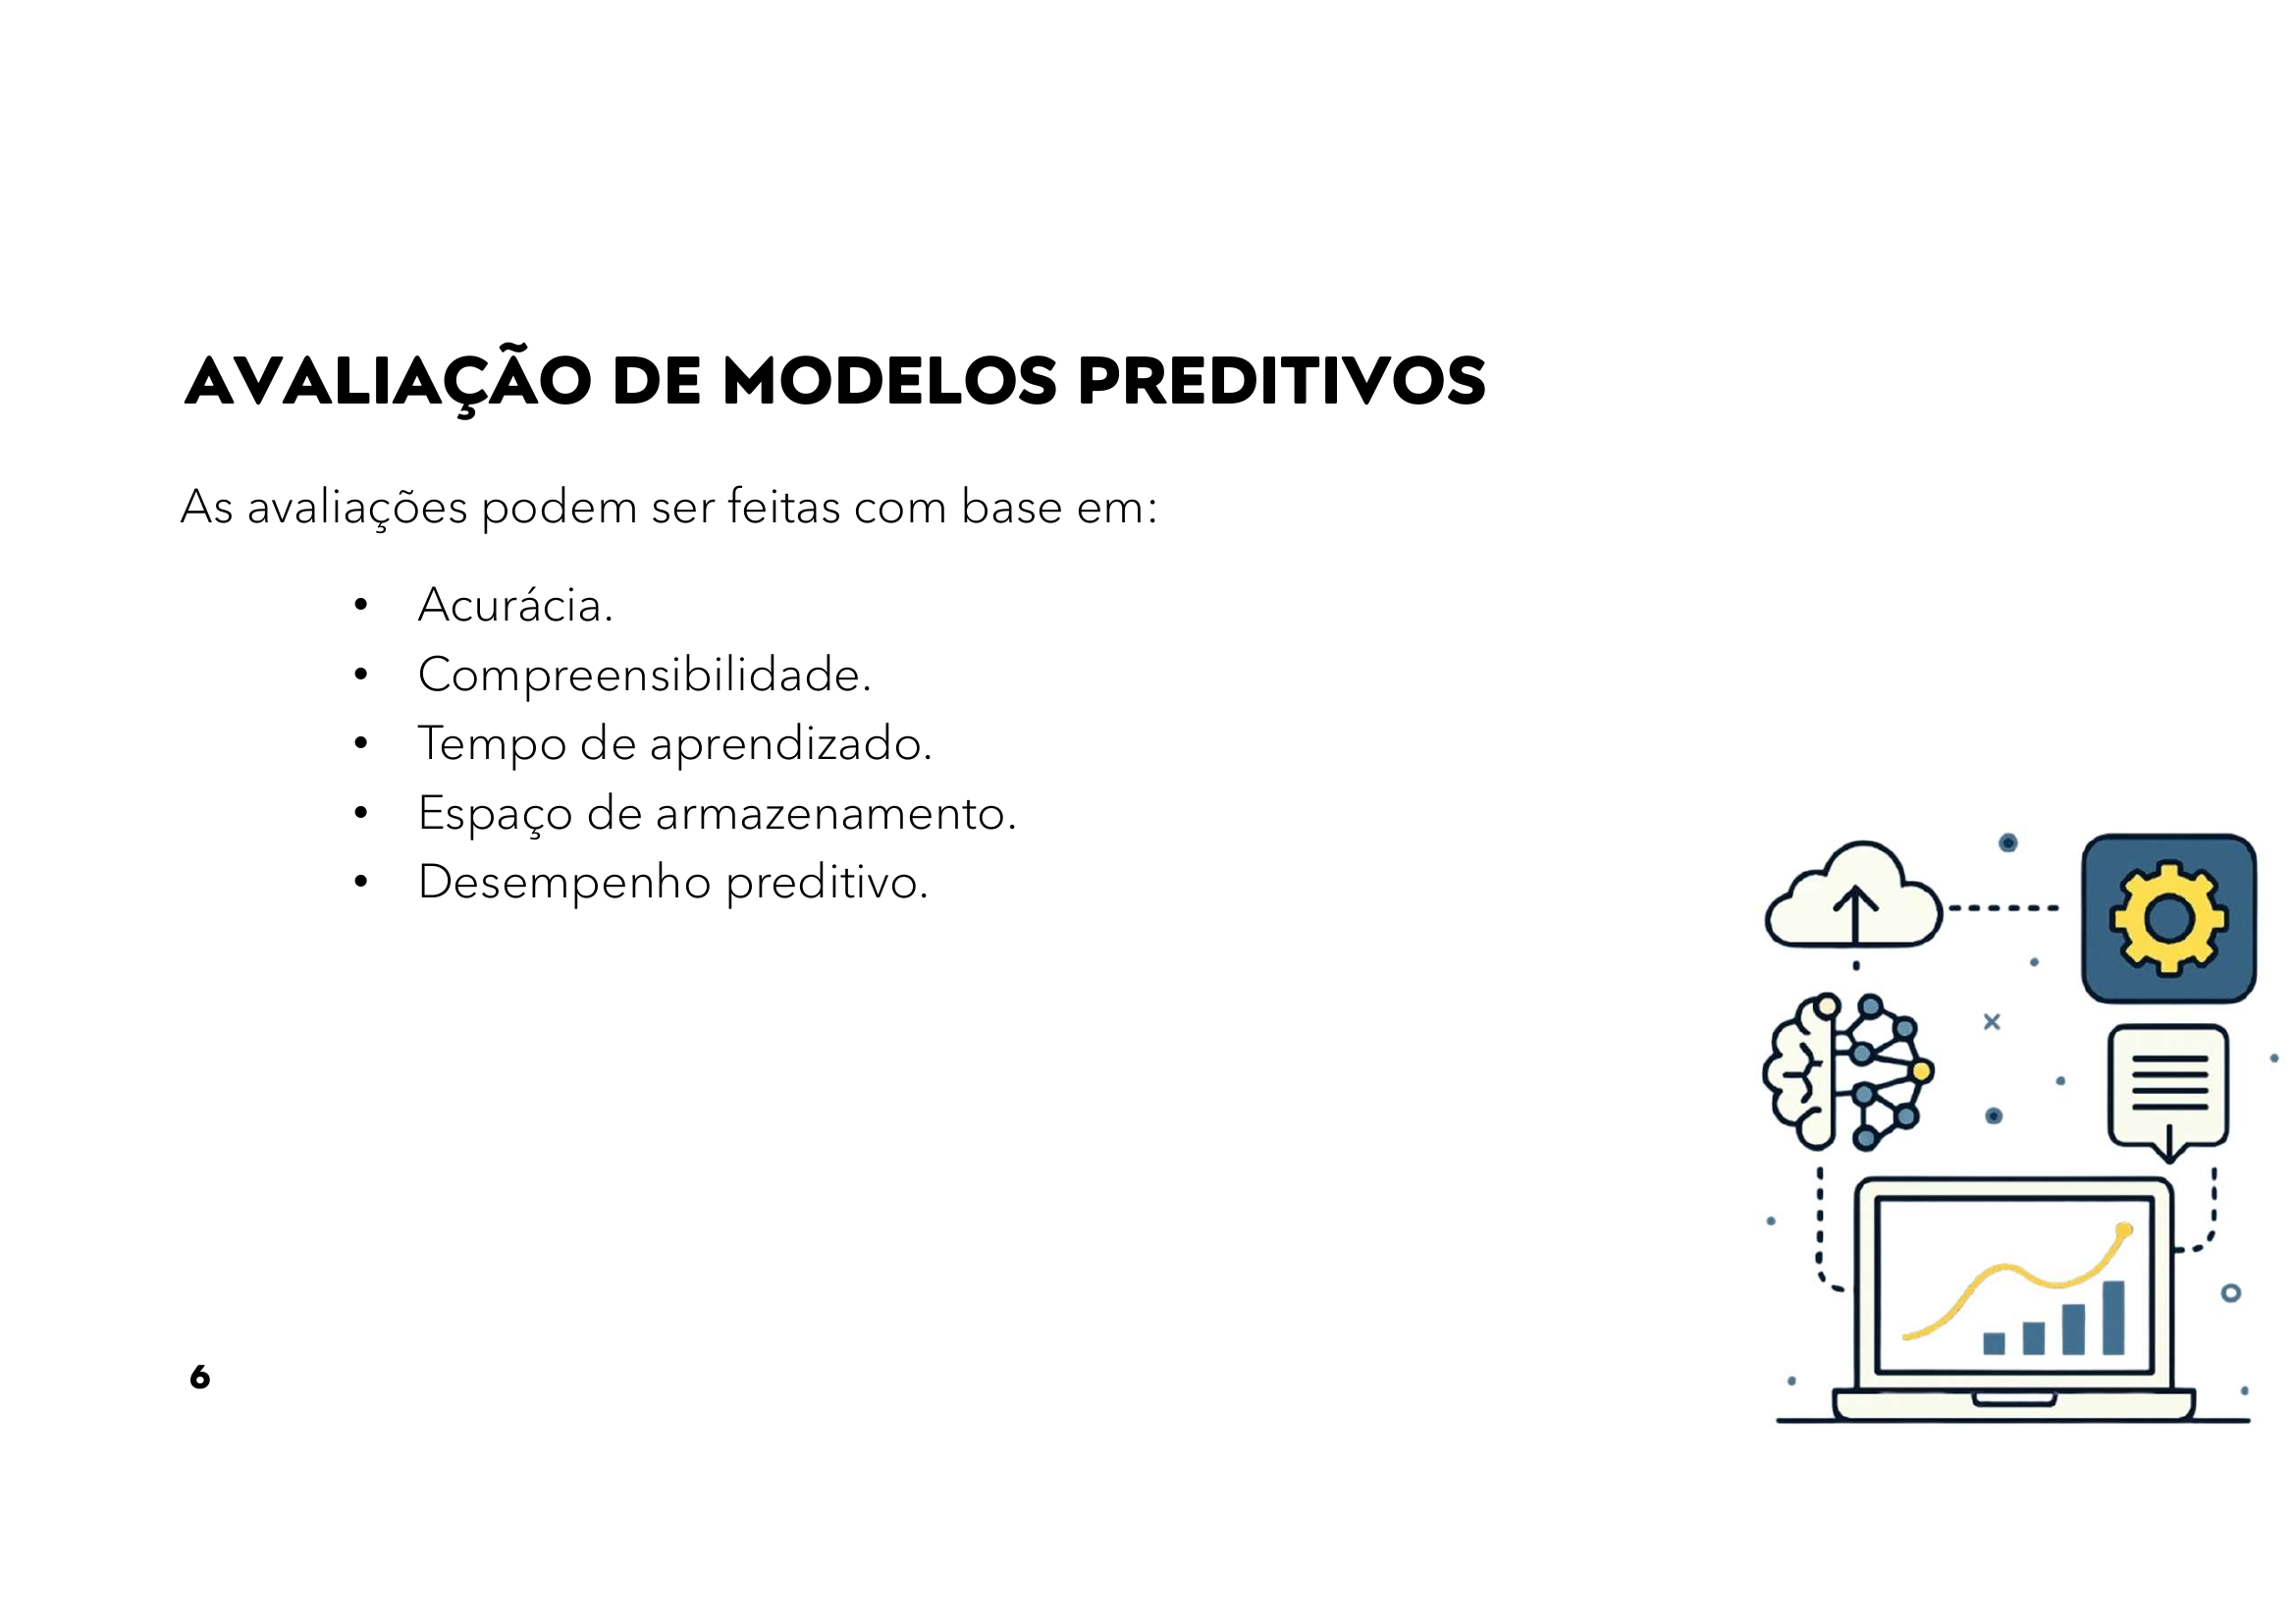 AVALIAÇÃO DE MODELOS PREDITIVOS
As avaliações podem ser feitas com base em:
• Acurácia.
• Compreensibilidade.
• Tempo de aprendizado.
• Espaço de armazenamento.
• Desempenho preditivo.
6